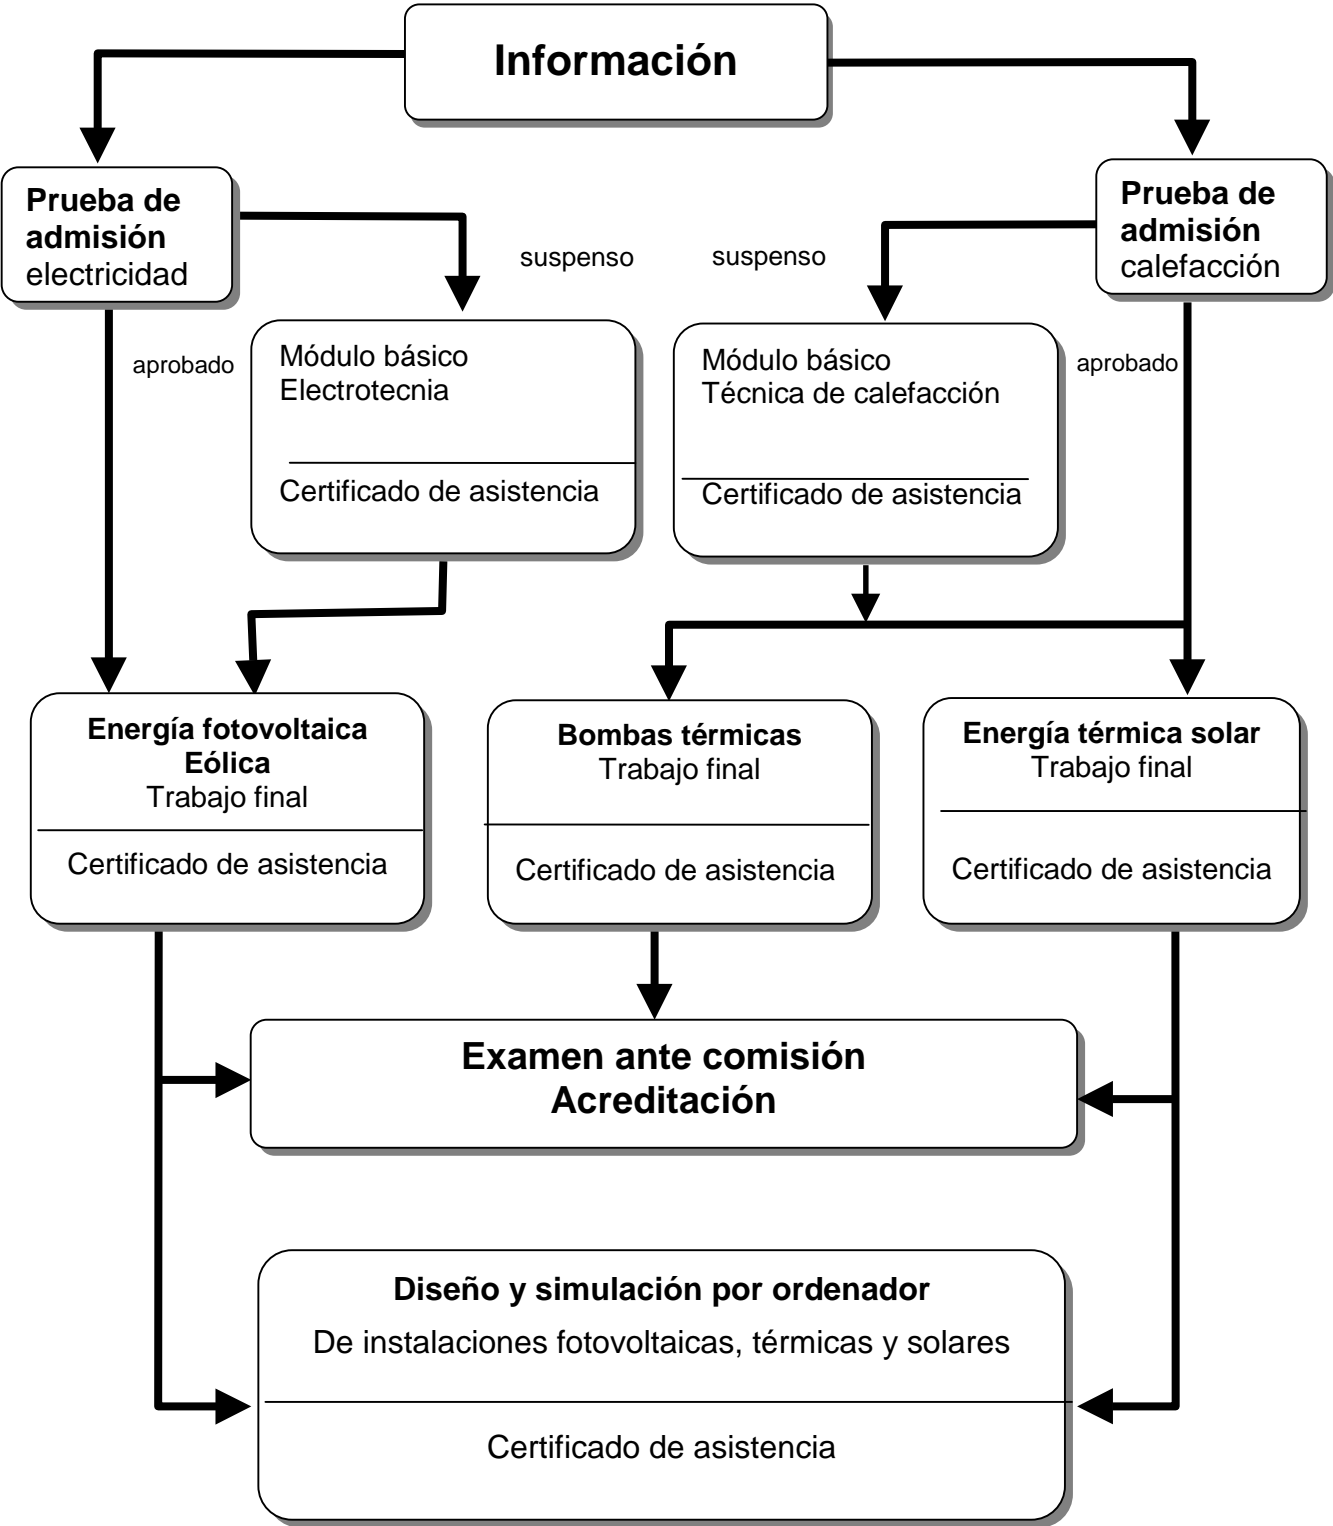 Información
Prueba de
admisión
electricidad
Prueba de
admisión
calefacción
suspenso
suspenso
aprobado
aprobado
Módulo básico
Electrotecnia
Certificado de asistencia
Módulo básico
Técnica de calefacción
Certificado de asistencia
Energía fotovoltaica
Eólica
Trabajo final
Certificado de asistencia
Bombas térmicas
Trabajo final
Certificado de asistencia
Energía térmica solar
Trabajo final
Certificado de asistencia
Examen ante comisión
Acreditación
Diseño y simulación por ordenador
De instalaciones fotovoltaicas, térmicas y solares
Certificado de asistencia